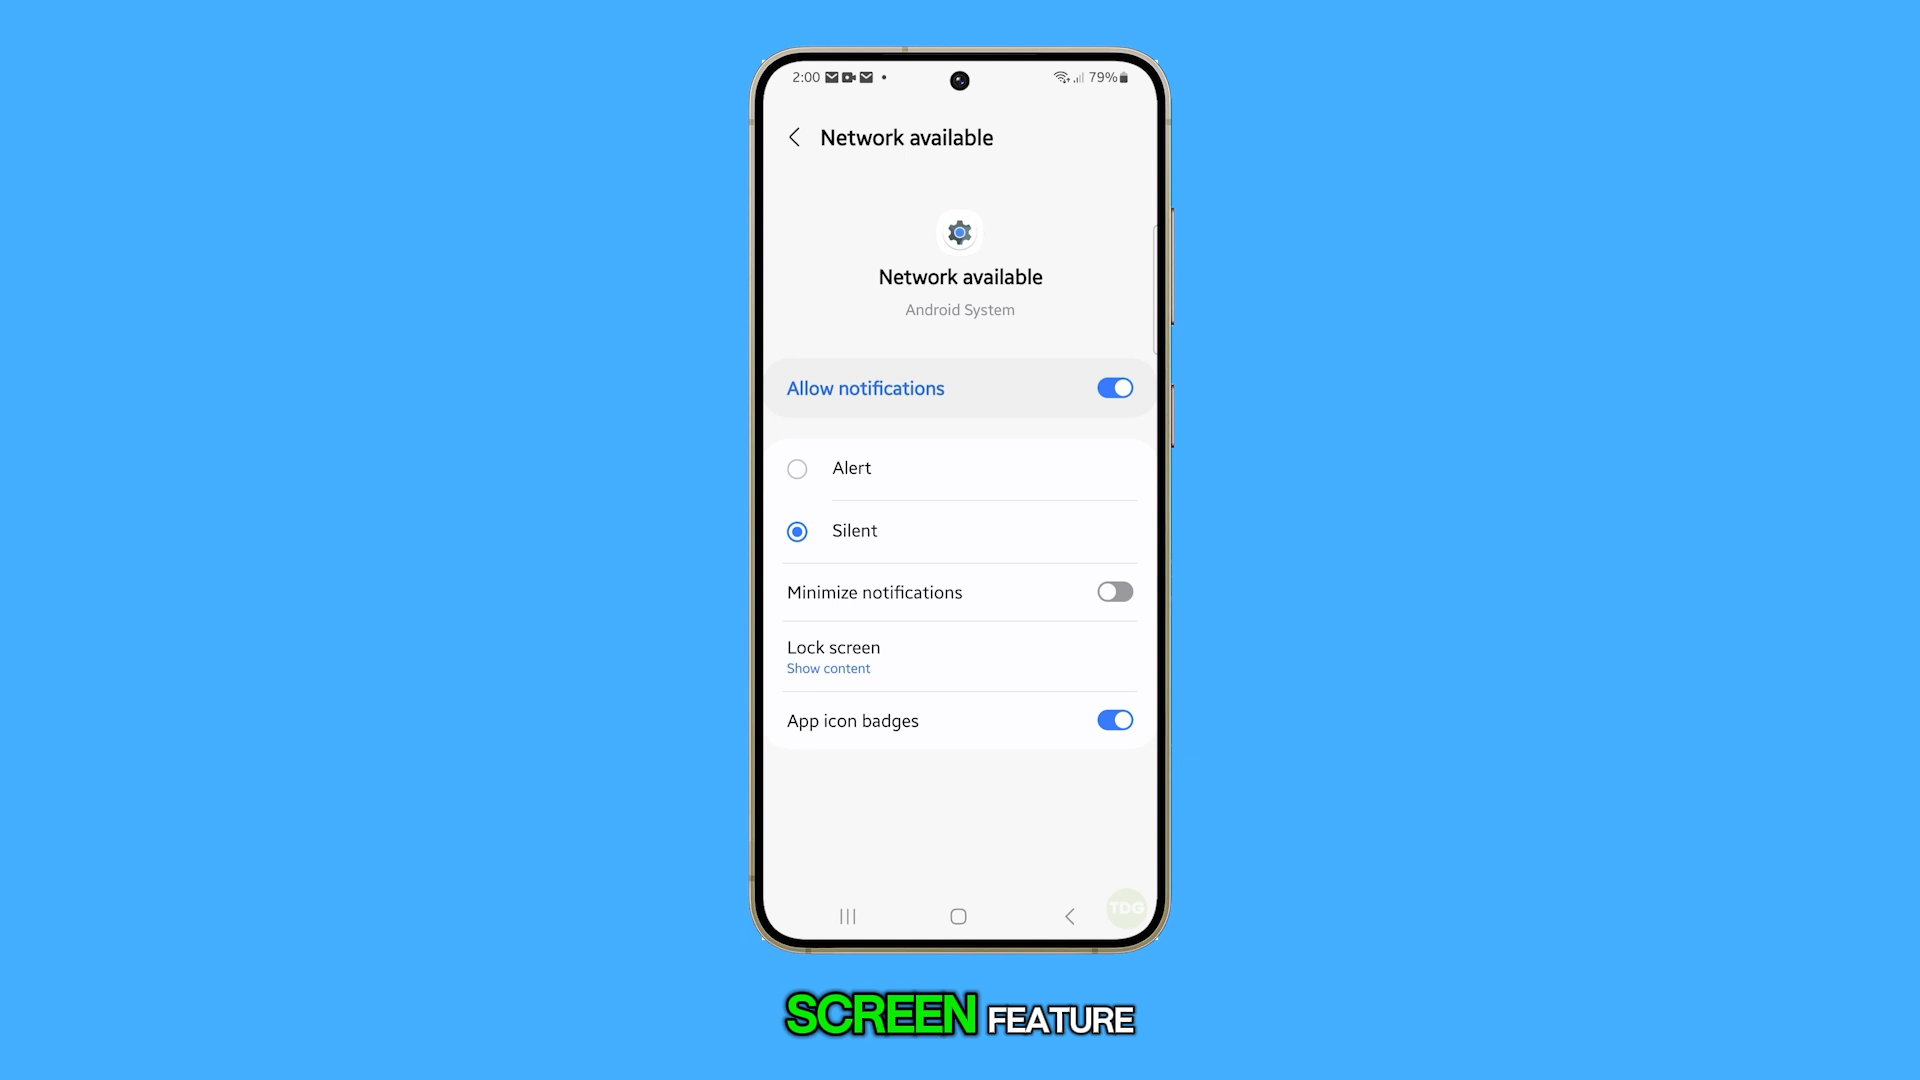 2:00
79%
Network available
Network available
Android System
Allow notifications
Alert
Silent
Minimize notifications
Lock screen
Show content
App icon badges
TDG
SCREEN FEATURE